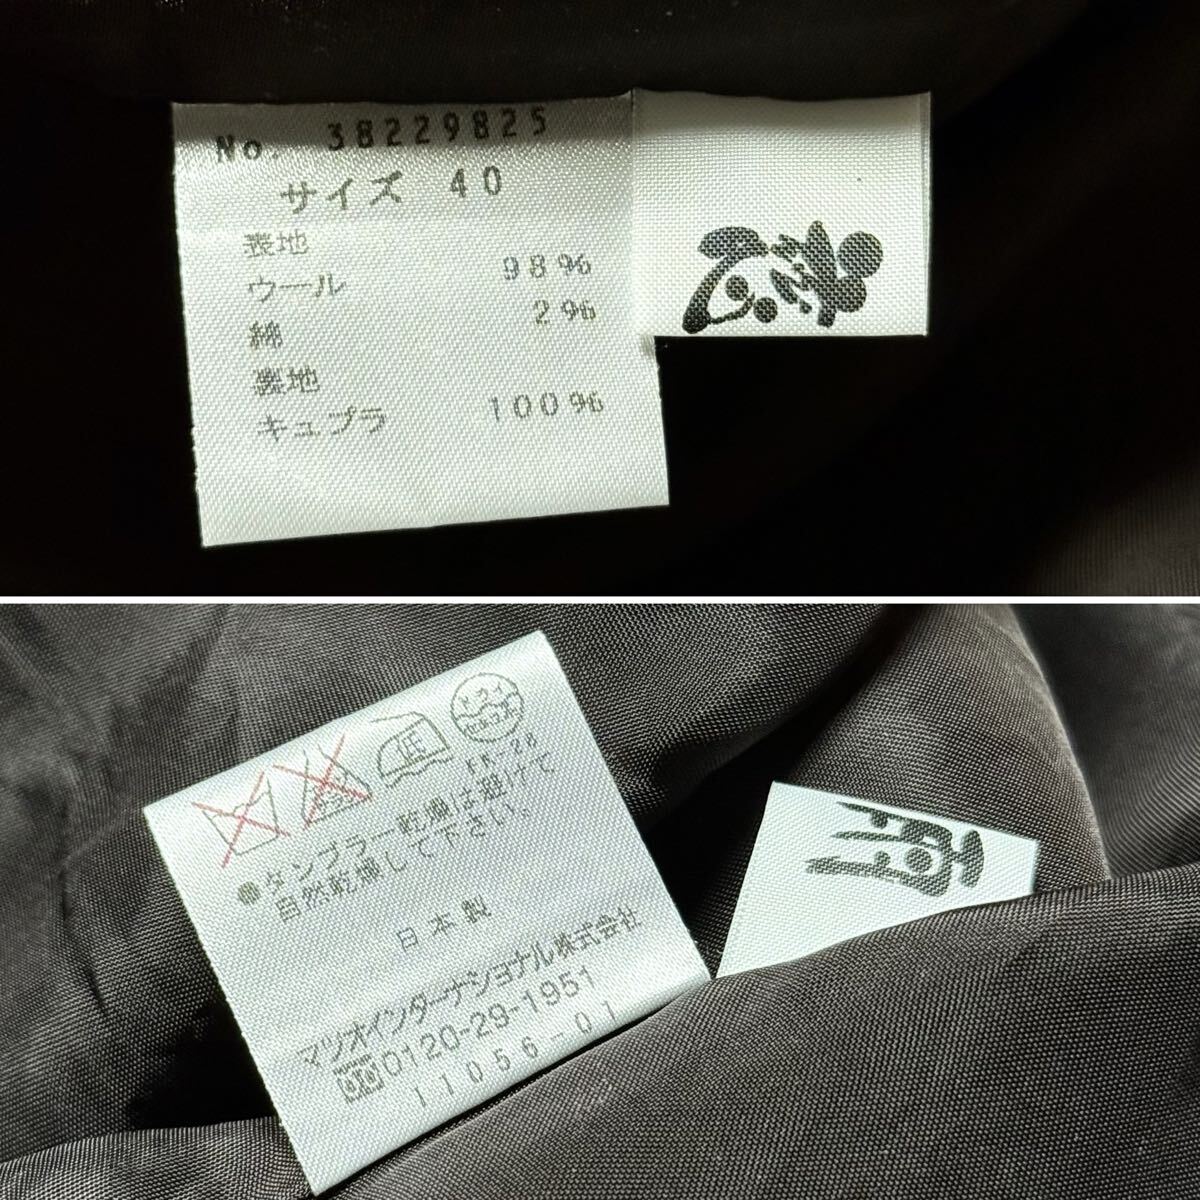 No. 38229825
サイズ 40
表地
ウール 98%
綿 2%
裏地
キュプラ 100%
低
ドライ
セキユ系
●タンブラー乾燥は避けて
自然乾燥して下さい。
日本製
マツオインターナショナル株式会社
0120-29-1951
11056-01